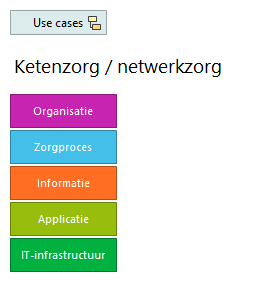 Use cases
Ketenzorg / netwerkzorg
Organisatie
Zorgproces
Informatie
Applicatie
IT-infrastructuur